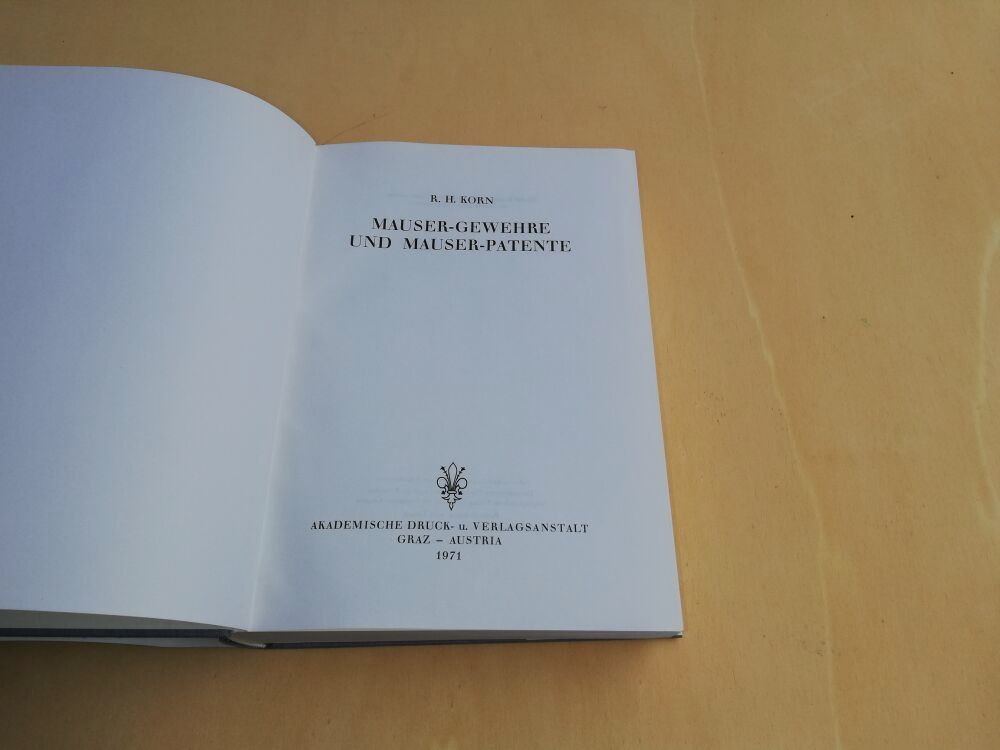 R. H. KORN
MAUSER-GEWEHRE
UND MAUSER-PATENTE
AKADEMISCHE DRUCK- u. VERLAGSANSTALT
GRAZ – AUSTRIA
1971